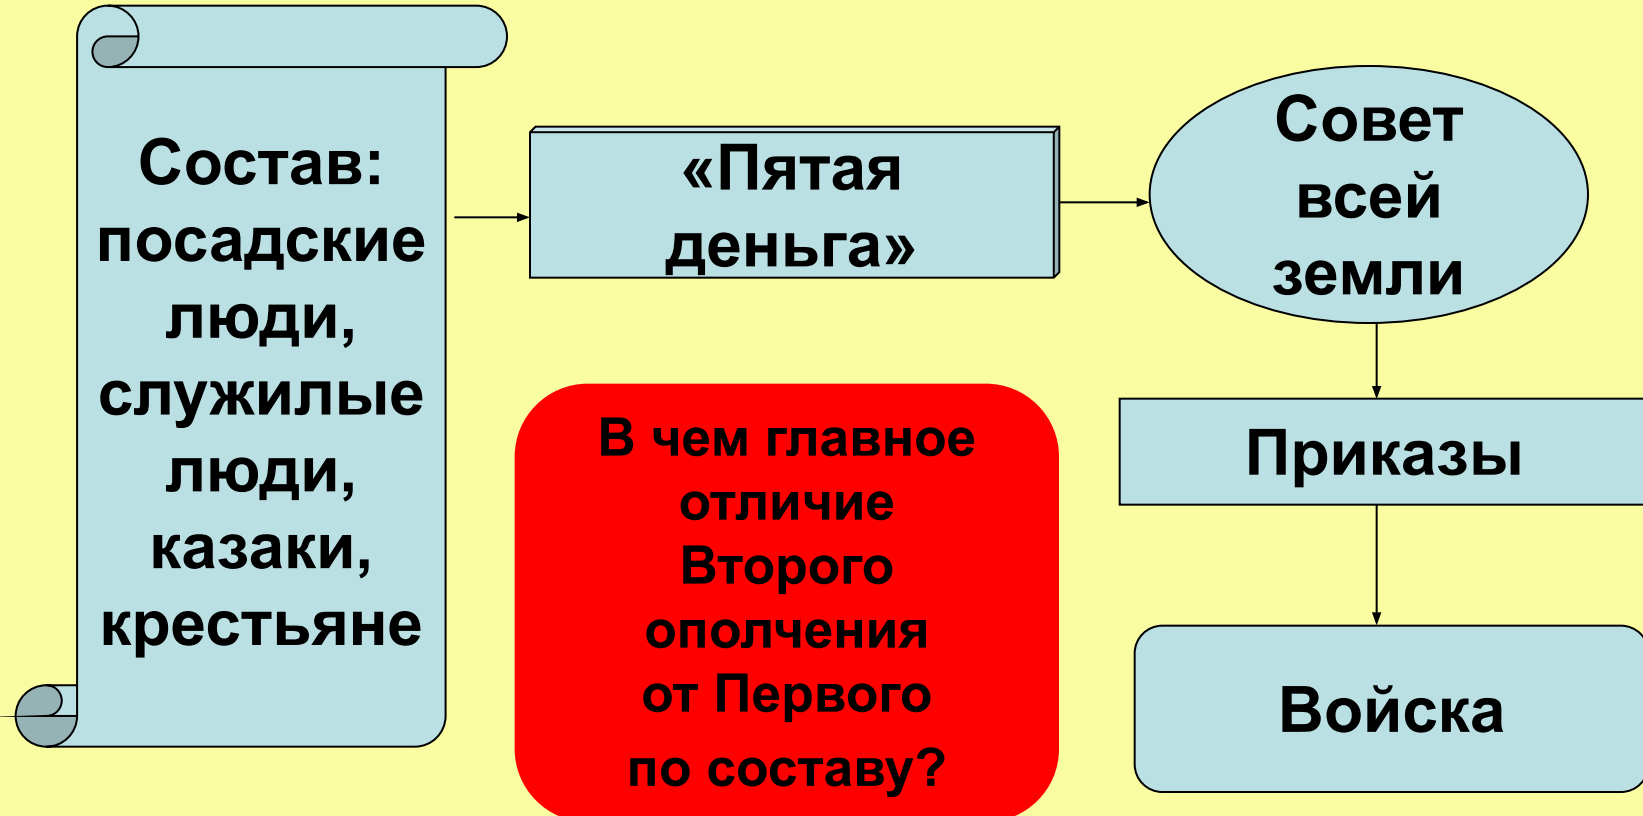 Состав:
посадские
люди,
служилые
люди,
казаки,
крестьяне
«Пятая
деньга»
Совет
всей
земли
В чем главное
отличие
Второго
ополчения
от Первого
по составу?
Приказы
Войска